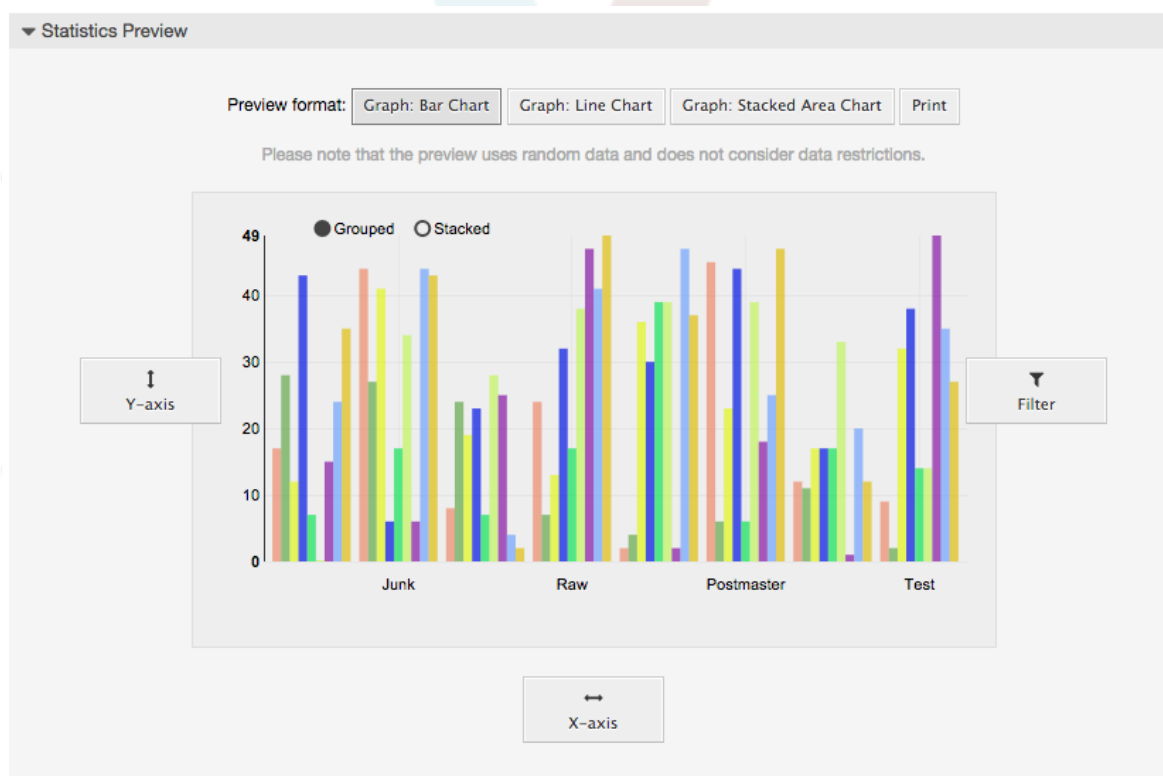 Statistics Preview
Preview format: Graph: Bar Chart Graph: Line Chart Graph: Stacked Area Chart Print
Please note that the preview uses random data and does not consider data restrictions.
Grouped Stacked
49
40
30
20
10
0
Junk Raw Postmaster Test
Y-axis
Filter
X-axis